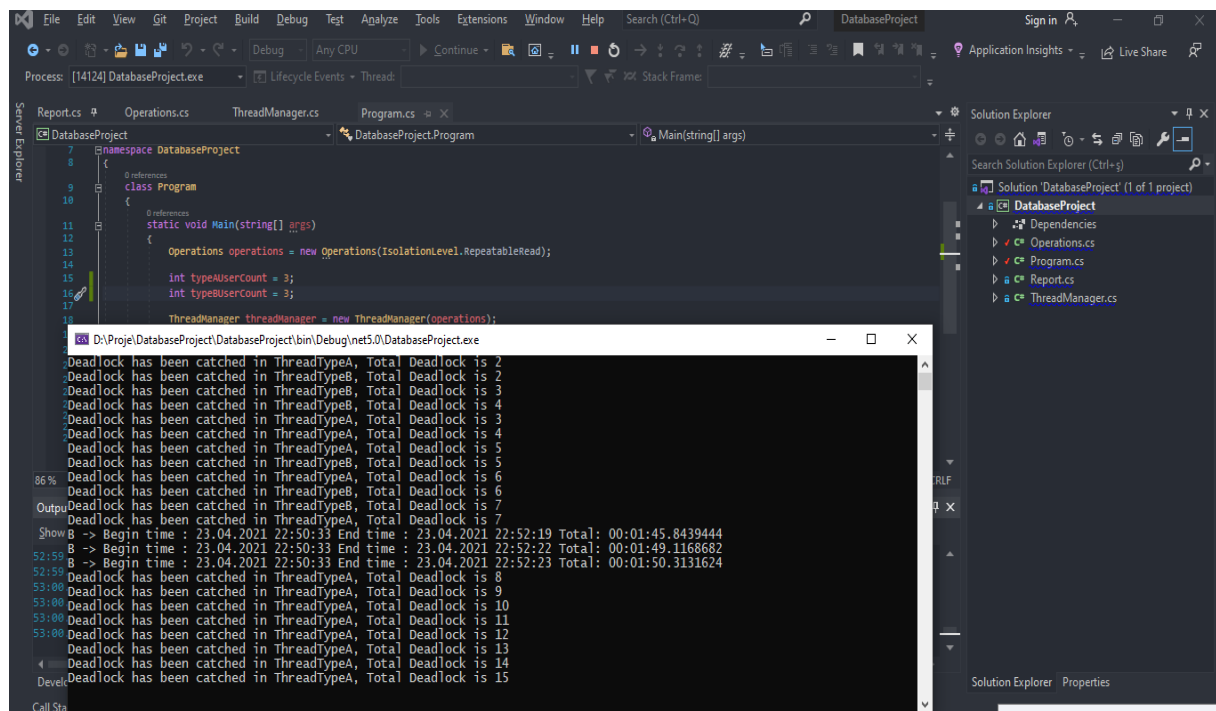 File Edit View Git Project Build Debug Test Analyze Tools Extensions Window Help Search (Ctrl+Q) DatabaseProject Sign in
Debug Any CPU Continue Application Insights Live Share
Process: [14124] DatabaseProject.exe Lifecycle Events Thread: Stack Frame:
Server Explorer
Report.cs Operations.cs ThreadManager.cs Program.cs
DatabaseProject DatabaseProject.Program Main(string[] args)
7 namespace DatabaseProject
8 {
0 references
9 class Program
10 {
0 references
11 static void Main(string[] args)
12 {
13 Operations operations = new Operations(IsolationLevel.RepeatableRead);
14
15 int typeAUserCount = 3;
16 int typeBUserCount = 3;
17
18 ThreadManager threadManager = new ThreadManager(operations);
D:\Proje\DatabaseProject\DatabaseProject\bin\Debug\net5.0\DatabaseProject.exe
Deadlock has been catched in ThreadTypeA, Total Deadlock is 2
Deadlock has been catched in ThreadTypeB, Total Deadlock is 2
Deadlock has been catched in ThreadTypeB, Total Deadlock is 3
Deadlock has been catched in ThreadTypeB, Total Deadlock is 4
Deadlock has been catched in ThreadTypeA, Total Deadlock is 3
Deadlock has been catched in ThreadTypeA, Total Deadlock is 4
Deadlock has been catched in ThreadTypeA, Total Deadlock is 5
Deadlock has been catched in ThreadTypeB, Total Deadlock is 5
Deadlock has been catched in ThreadTypeA, Total Deadlock is 6
Deadlock has been catched in ThreadTypeB, Total Deadlock is 6
Deadlock has been catched in ThreadTypeB, Total Deadlock is 7
Deadlock has been catched in ThreadTypeA, Total Deadlock is 7
B -> Begin time : 23.04.2021 22:50:33 End time : 23.04.2021 22:52:19 Total: 00:01:45.8439444
B -> Begin time : 23.04.2021 22:50:33 End time : 23.04.2021 22:52:22 Total: 00:01:49.1168682
B -> Begin time : 23.04.2021 22:50:33 End time : 23.04.2021 22:52:23 Total: 00:01:50.3131624
Deadlock has been catched in ThreadTypeA, Total Deadlock is 8
Deadlock has been catched in ThreadTypeA, Total Deadlock is 9
Deadlock has been catched in ThreadTypeA, Total Deadlock is 10
Deadlock has been catched in ThreadTypeA, Total Deadlock is 11
Deadlock has been catched in ThreadTypeA, Total Deadlock is 12
Deadlock has been catched in ThreadTypeA, Total Deadlock is 13
Deadlock has been catched in ThreadTypeA, Total Deadlock is 14
Deadlock has been catched in ThreadTypeA, Total Deadlock is 15
86 %
CRLF
Outpu
Show
52:59
52:59
53:00
53:00
53:00
53:00
Develo
Call Sta
Solution Explorer
Search Solution Explorer (Ctrl+ş)
Solution 'DatabaseProject' (1 of 1 project)
DatabaseProject
Dependencies
C# Operations.cs
C# Program.cs
C# Report.cs
C# ThreadManager.cs
Solution Explorer Properties